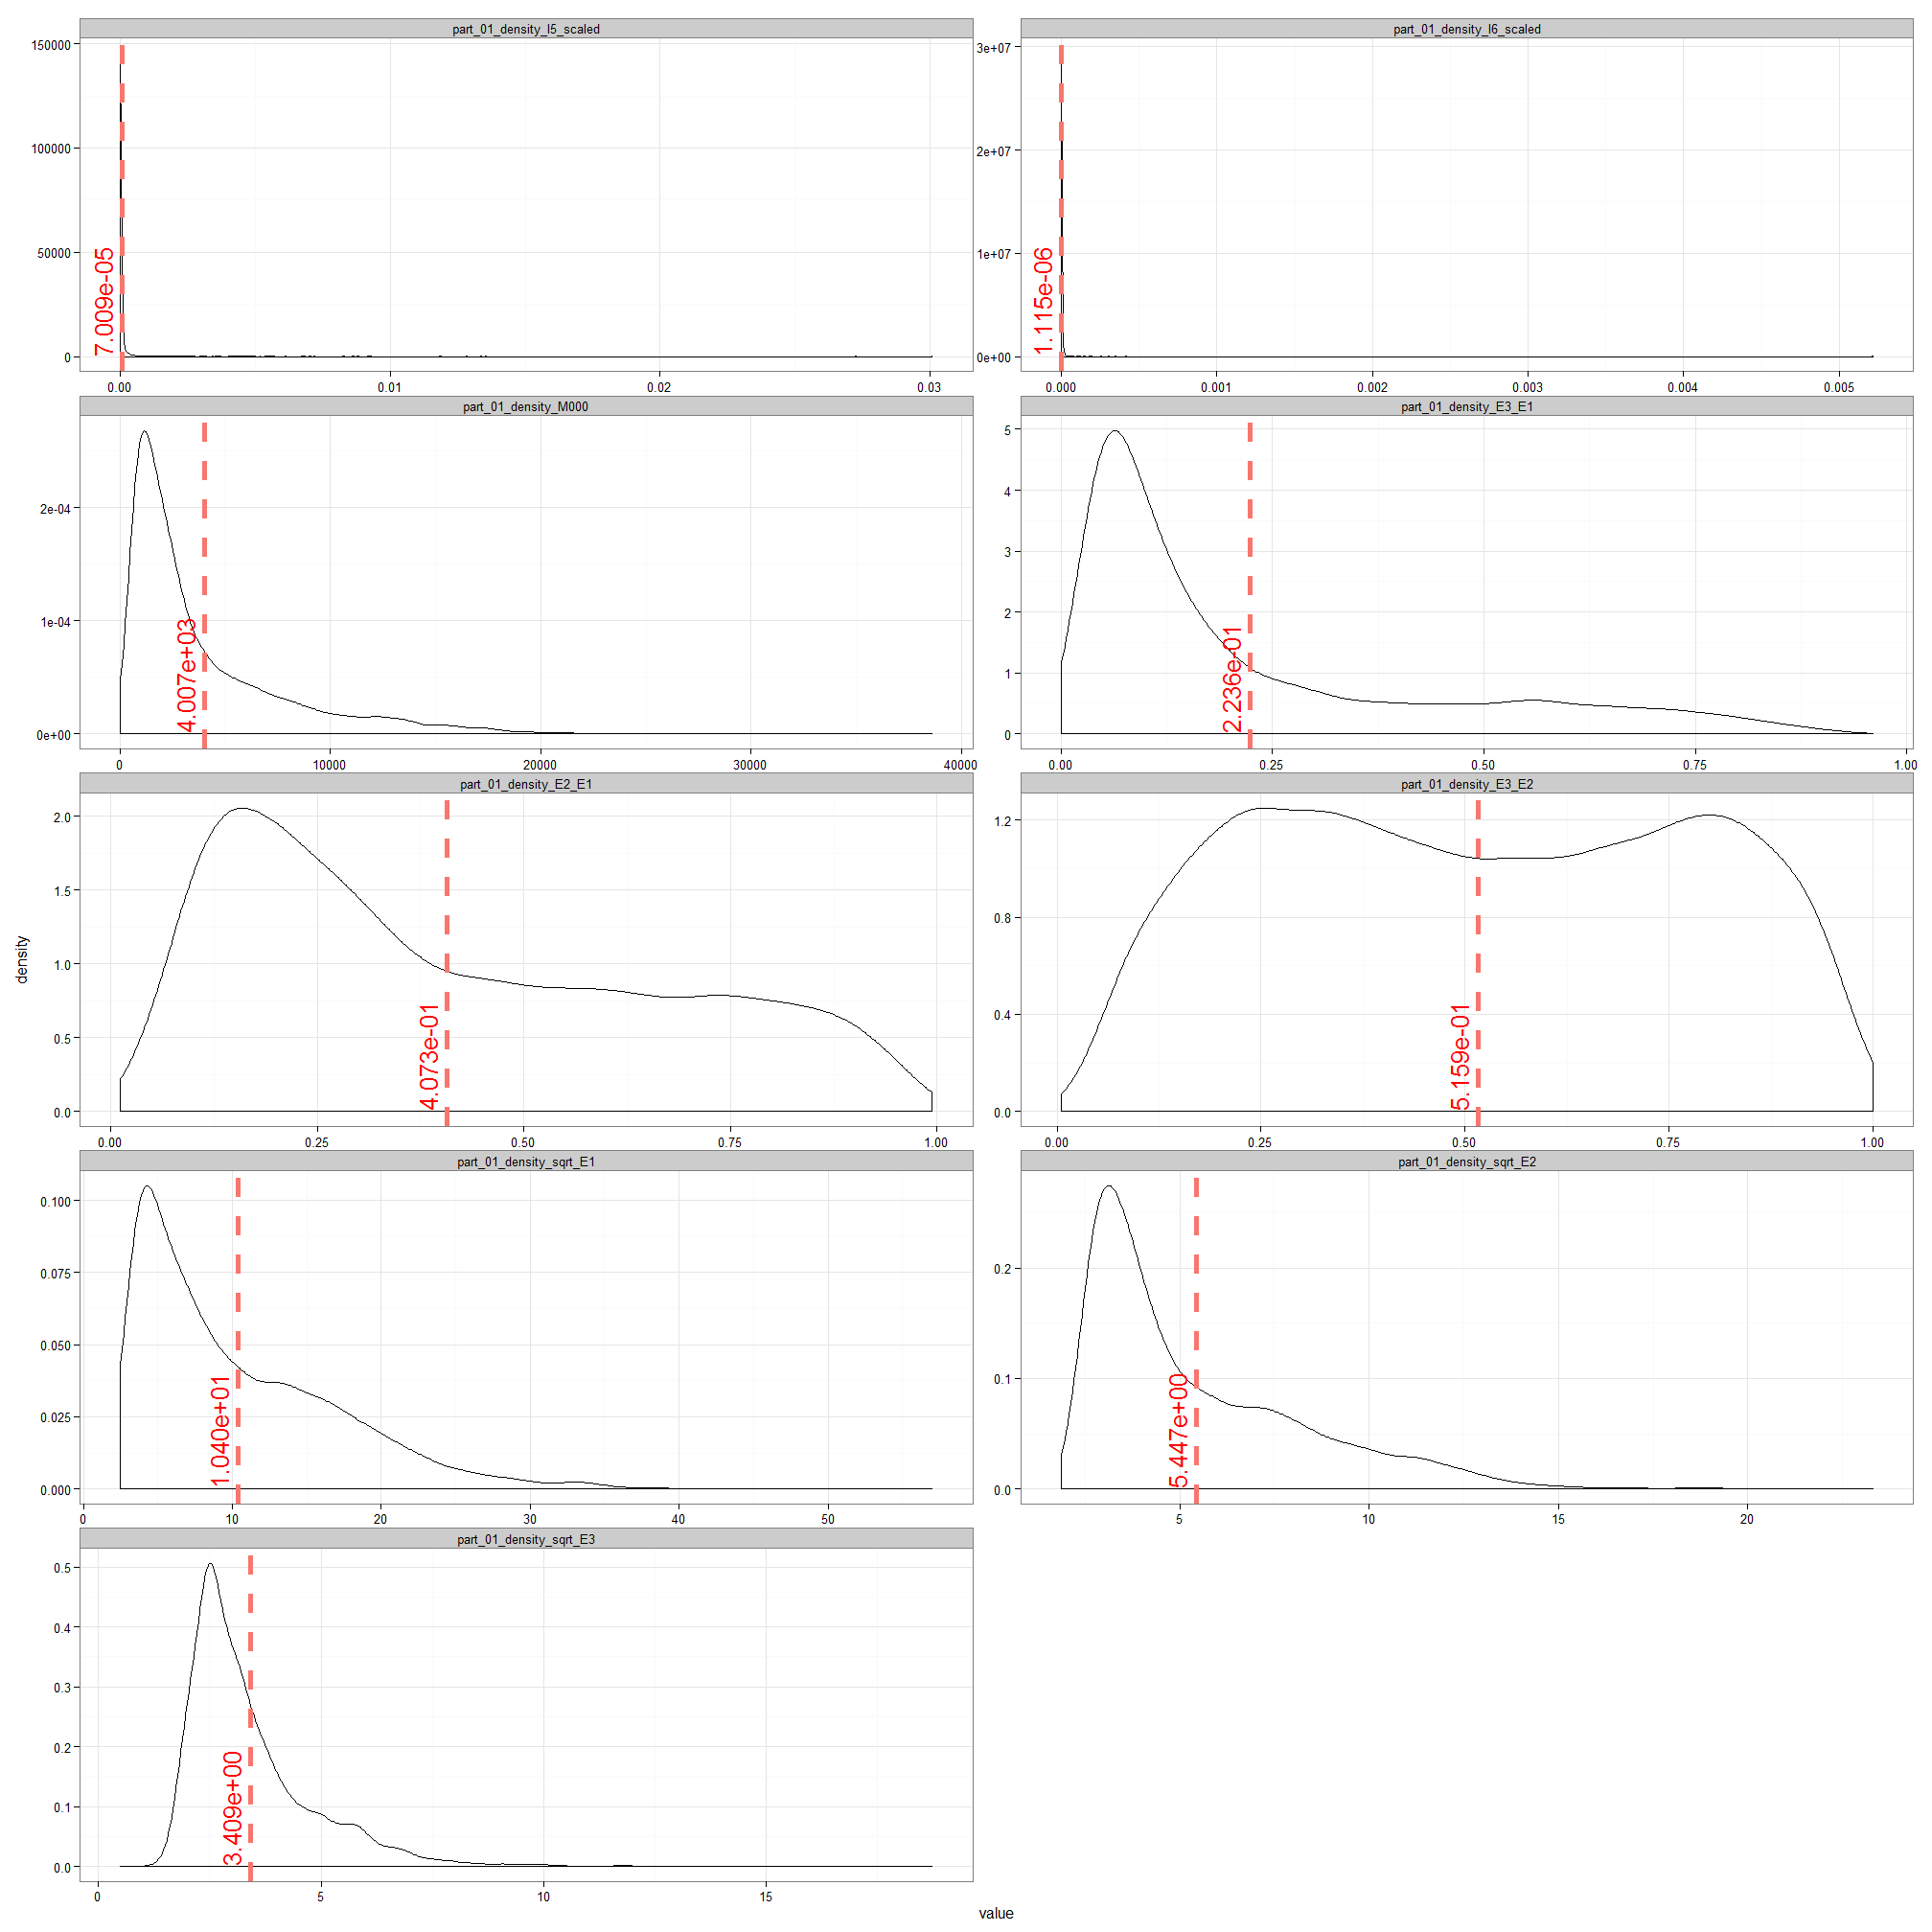 part_01_density_I5_scaled
150000
100000
50000
0
7.009e-05
0.00 0.01 0.02 0.03
part_01_density_I6_scaled
3e+07
2e+07
1e+07
0e+00
1.115e-06
0.000 0.001 0.002 0.003 0.004 0.005
part_01_density_M000
2e-04
1e-04
0e+00
4.007e+03
0 10000 20000 30000 40000
part_01_density_E3_E1
5
4
3
2
1
0
2.236e-01
0.00 0.25 0.50 0.75 1.00
part_01_density_E2_E1
2.0
1.5
1.0
0.5
0.0
4.073e-01
0.00 0.25 0.50 0.75 1.00
part_01_density_E3_E2
1.2
0.8
0.4
0.0
5.159e-01
0.00 0.25 0.50 0.75 1.00
density
part_01_density_sqrt_E1
0.100
0.075
0.050
0.025
0.000
1.040e+01
0 10 20 30 40 50
part_01_density_sqrt_E2
0.2
0.1
0.0
5.447e+00
5 10 15 20
part_01_density_sqrt_E3
0.5
0.4
0.3
0.2
0.1
0.0
3.409e+00
0 5 10 15
value